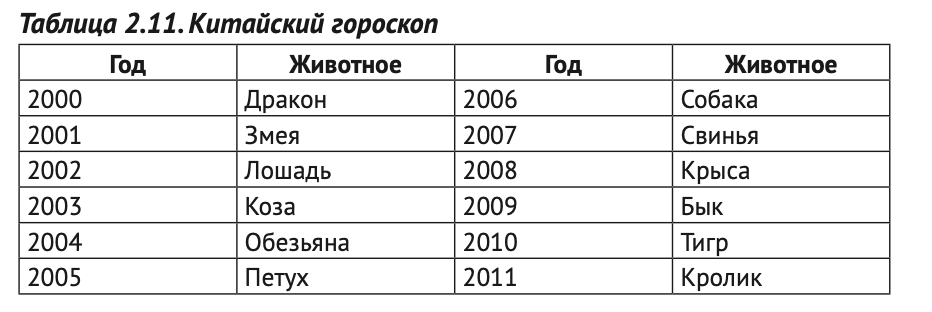 Таблица 2.11. Китайский гороскоп
Год Животное Год Животное
2000 Дракон 2006 Собака
2001 Змея 2007 Свинья
2002 Лошадь 2008 Крыса
2003 Коза 2009 Бык
2004 Обезьяна 2010 Тигр
2005 Петух 2011 Кролик